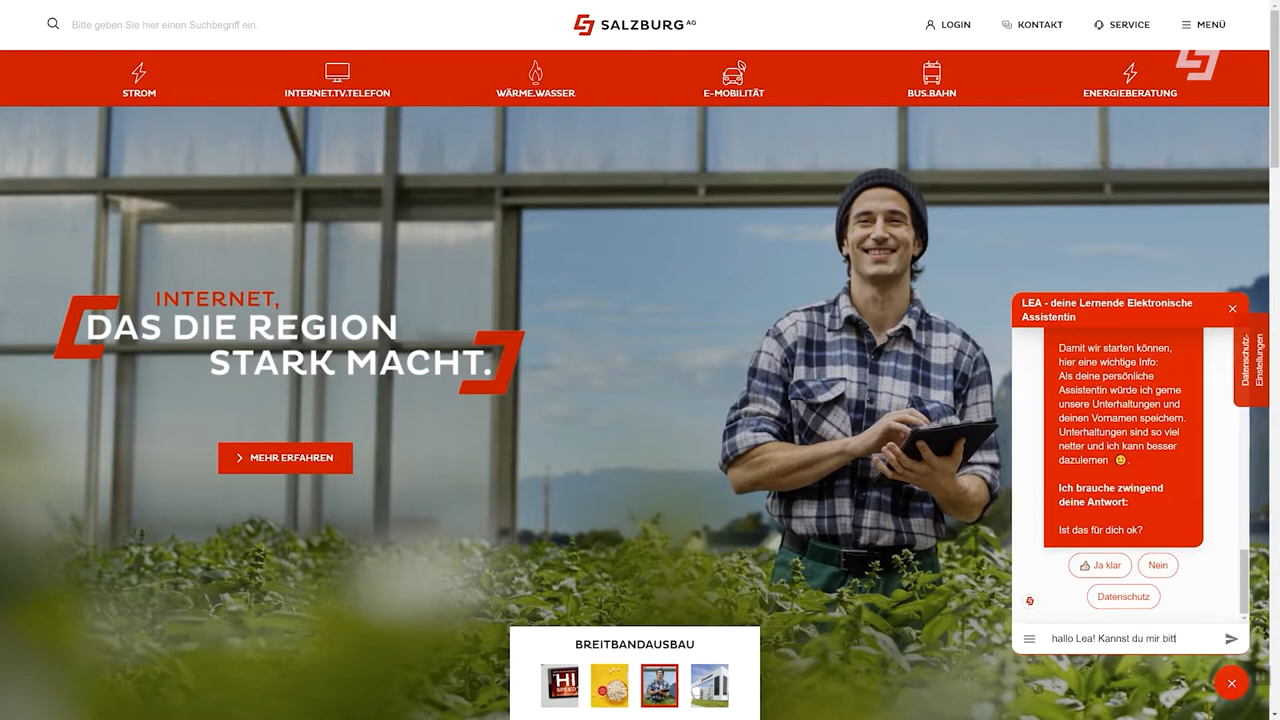 Bitte geben Sie hier einen Suchbegriff ein.
SALZBURG AG
LOGIN
KONTAKT
SERVICE
MENÜ
STROM
INTERNET.TV.TELEFON
WÄRME.WASSER
E-MOBILITÄT
BUS.BAHN
ENERGIEBERATUNG
INTERNET,
DAS DIE REGION
STARK MACHT.
MEHR ERFAHREN
BREITBANDAUSBAU
HI
SPEED
LEA - deine Lernende Elektronische
Assistentin
Datenschutz-
Einstellungen
Damit wir starten können,
hier eine wichtige Info:
Als deine persönliche
Assistentin würde ich gerne
unsere Unterhaltungen und
deinen Vornamen speichern.
Unterhaltungen sind so viel
netter und ich kann besser
dazulernen 😀 .
Ich brauche zwingend
deine Antwort:
Ist das für dich ok?
Ja klar
Nein
Datenschutz
hallo Lea! Kannst du mir bitt